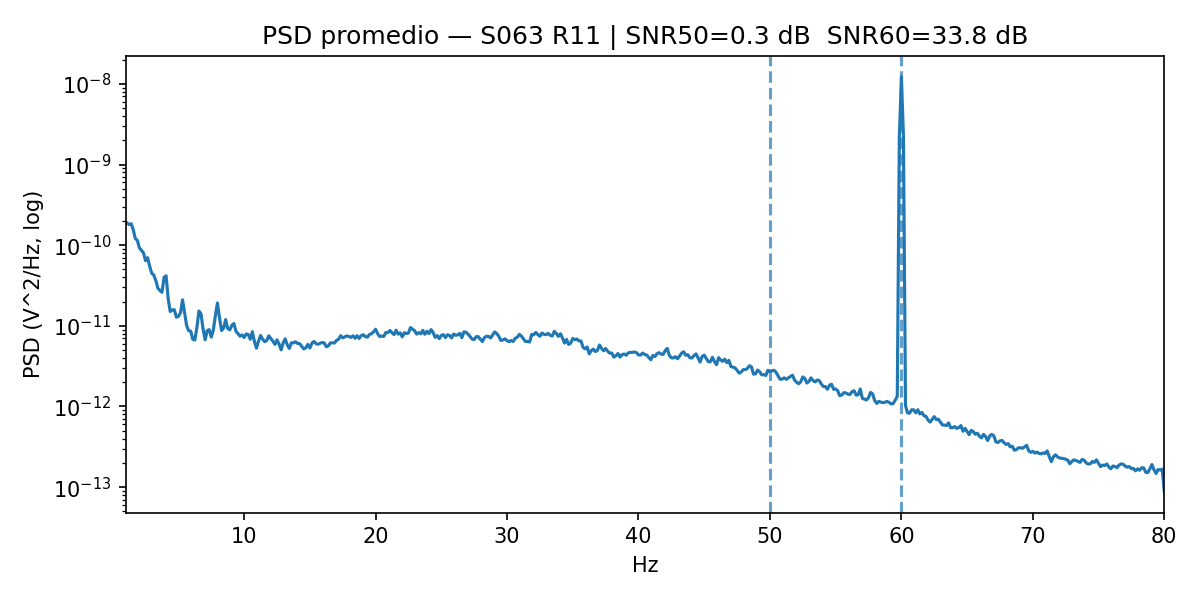 PSD promedio — S063 R11 | SNR50=0.3 dB  SNR60=33.8 dB
PSD (V^2/Hz, log)
10⁻⁸
10⁻⁹
10⁻¹⁰
10⁻¹¹
10⁻¹²
10⁻¹³
10 20 30 40 50 60 70 80
Hz